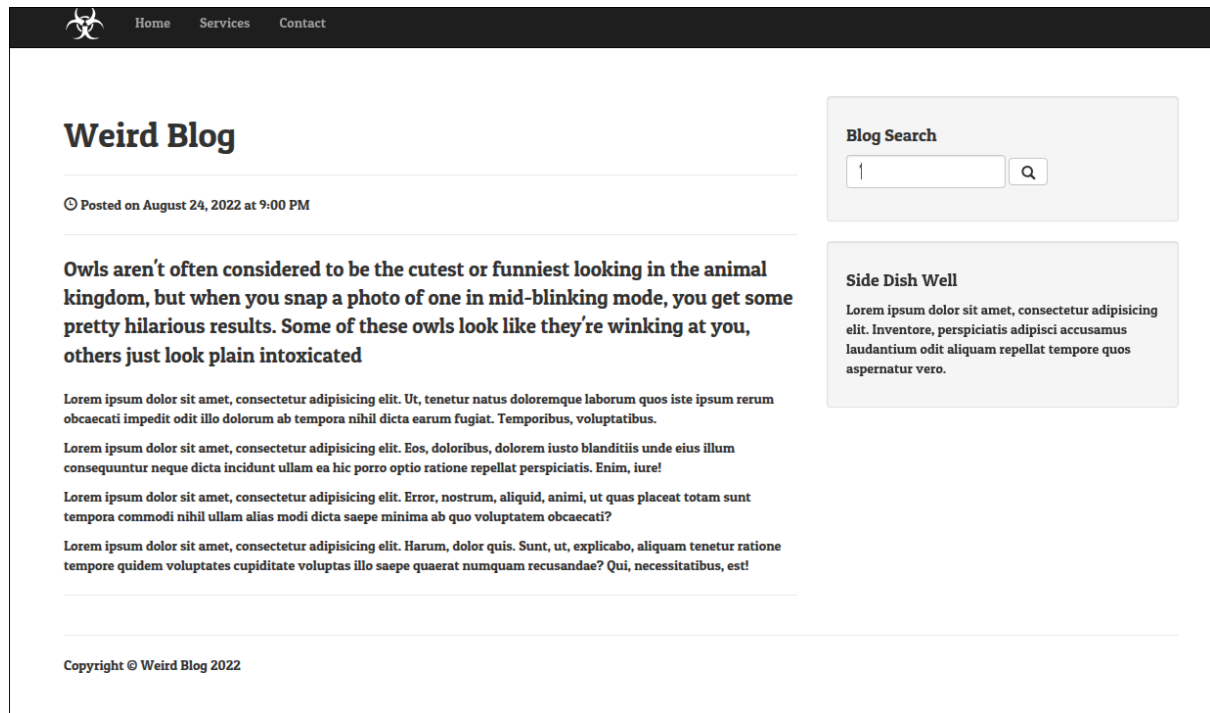 Home Services Contact
Weird Blog
Posted on August 24, 2022 at 9:00 PM
Owls aren't often considered to be the cutest or funniest looking in the animal
kingdom, but when you snap a photo of one in mid-blinking mode, you get some
pretty hilarious results. Some of these owls look like they're winking at you,
others just look plain intoxicated
Lorem ipsum dolor sit amet, consectetur adipisicing elit. Ut, tenetur natus doloremque laborum quos iste ipsum rerum
obcaecati impedit odit illo dolorum ab tempora nihil dicta earum fugiat. Temporibus, voluptatibus.
Lorem ipsum dolor sit amet, consectetur adipisicing elit. Eos, doloribus, dolorem iusto blanditiis unde eius illum
consequuntur neque dicta incidunt ullam ea hic porro optio ratione repellat perspiciatis. Enim, iure!
Lorem ipsum dolor sit amet, consectetur adipisicing elit. Error, nostrum, aliquid, animi, ut quas placeat totam sunt
tempora commodi nihil ullam alias modi dicta saepe minima ab quo voluptatem obcaecati?
Lorem ipsum dolor sit amet, consectetur adipisicing elit. Harum, dolor quis. Sunt, ut, explicabo, aliquam tenetur ratione
tempore quidem voluptates cupiditate voluptas illo saepe quaerat numquam recusandae? Qui, necessitatibus, est!
Blog Search
Side Dish Well
Lorem ipsum dolor sit amet, consectetur adipisicing
elit. Inventore, perspiciatis adipisci accusamus
laudantium odit aliquam repellat tempore quos
aspernatur vero.
Copyright © Weird Blog 2022